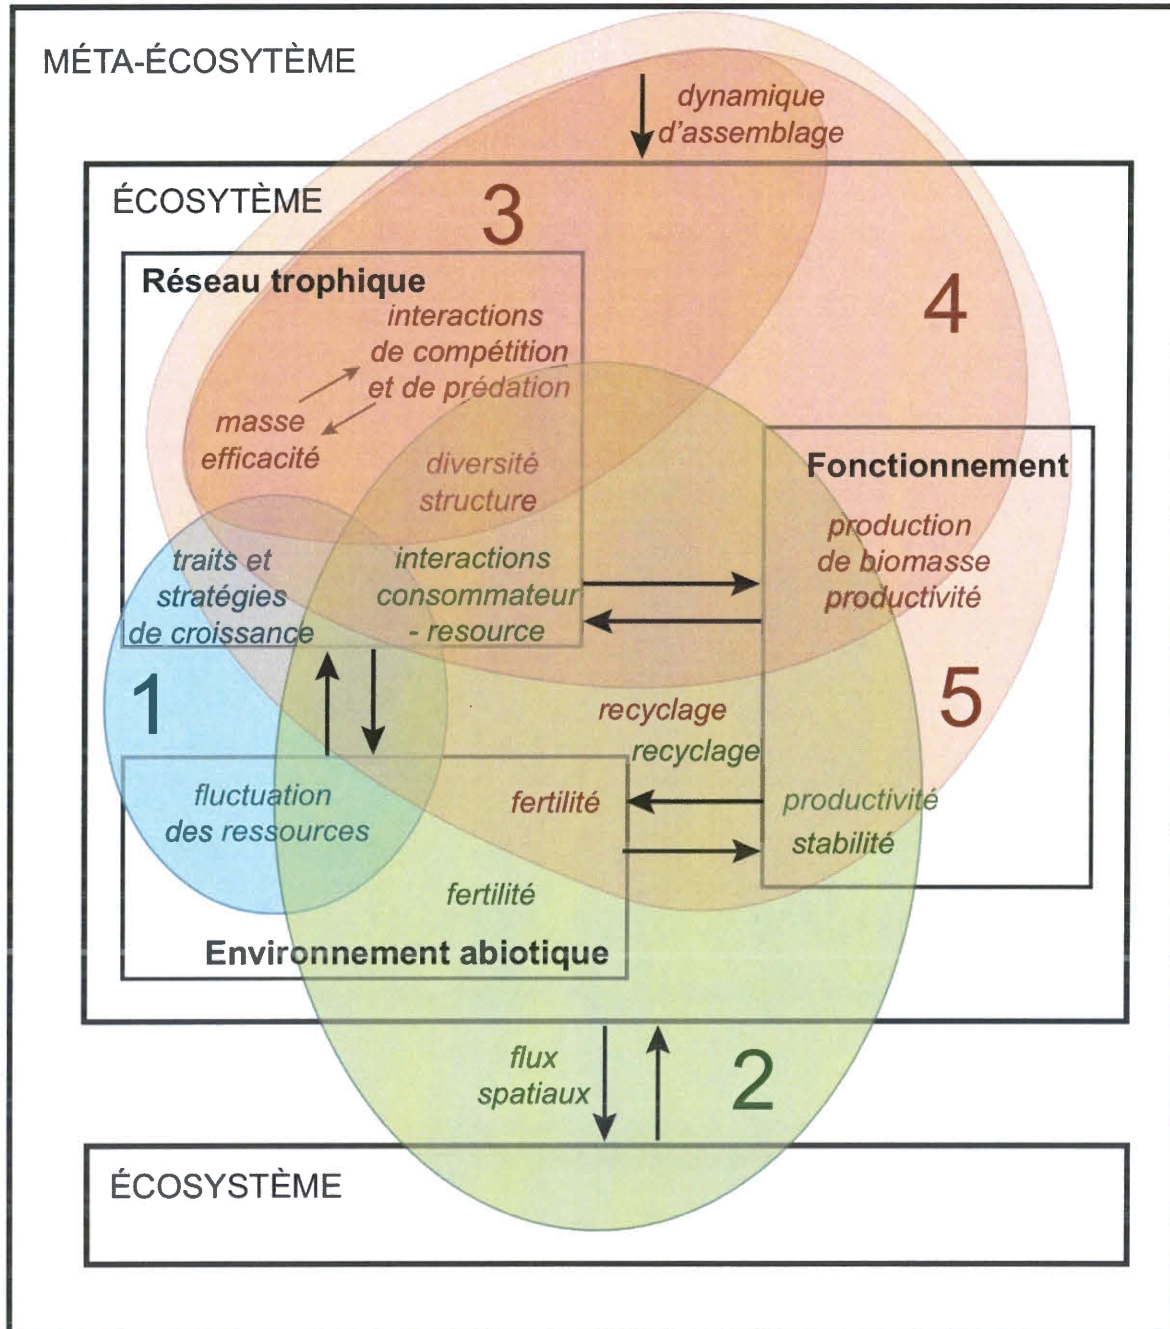 MÉTA-ÉCOSYTÈME
dynamique
d'assemblage
ÉCOSYTÈME
3
Réseau trophique
interactions
de compétition
et de prédation
masse
efficacité
diversité
structure
4
Fonctionnement
production
de biomasse
productivité
traits et
stratégies
de croissance
interactions
consommateur
- resource
1
5
recyclage
recyclage
fluctuation
des ressources
fertilité
productivité
stabilité
fertilité
Environnement abiotique
flux
spatiaux
2
ÉCOSYSTÈME